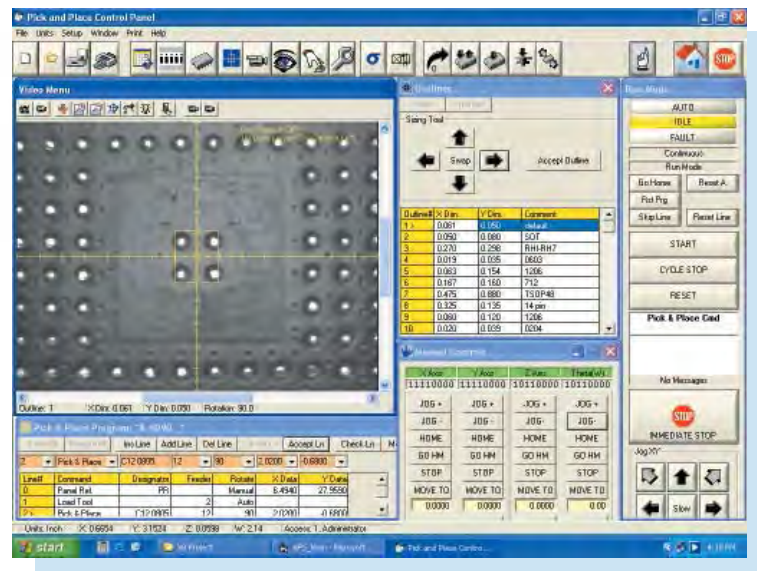 Pick and Place Control Panel
File Units Setup Window Print Help
STOP
Video Menu
Outline: 1 X Dim: 0.061 Y Dim: 0.050 Rotation: 90.0
Outlines
Sizing Tool
Swap
Accept Outline
Outline# X Dim. Y Dim. Comment
1> 0.061 0.050 default
2 0.050 0.080 SOT
3 0.270 0.298 RHI-RH7
4 0.019 0.035 0603
5 0.083 0.154 1206
6 0.167 0.160 712
7 0.475 0.880 TSOP48
8 0.325 0.135 14 pin
9 0.060 0.120 1206
10 0.020 0.039 0204
X Axis Y Axis Z Axis
11110000 11110000 10110000 10110000
JOG + JOG + JOG + JOG +
JOG - JOG - JOG - JOG -
HOME HOME HOME HOME
GO HM GO HM GO HM GO HM
STOP STOP STOP STOP
MOVE TO MOVE TO MOVE TO MOVE TO
0.0000 0.0000 0.0000 0.00
Run Mode
AUTO
IDLE
FAULT
Continuous
Run Mode
Go Home Reset A.
Rst Prg
Skip Line Reset Line
START
CYCLE STOP
RESET
Pick & Place Cmd
No Messages
STOP
IMMEDIATE STOP
Jog XY
Slow
Pick & Place Program
Ins Line Add Line Del Line Accept Ln Check Ln
2 Pick & Place C12 0805 12 90 2.0200 -0.6800
Line# Command Designator Feeder Rotate X Data Y Data
0 Panel Ref. PR Manual 8.4940 27.9550
1 Load Tool 2 Auto
2> Pick & Place C12 0805 12 90 2.0200 -0.6800
Units: Inch X: 0.6654 Y: 3.1524 Z: 0.0598 W: 2.14 Access: 1, Administrator
start
Pick and Place Contro...